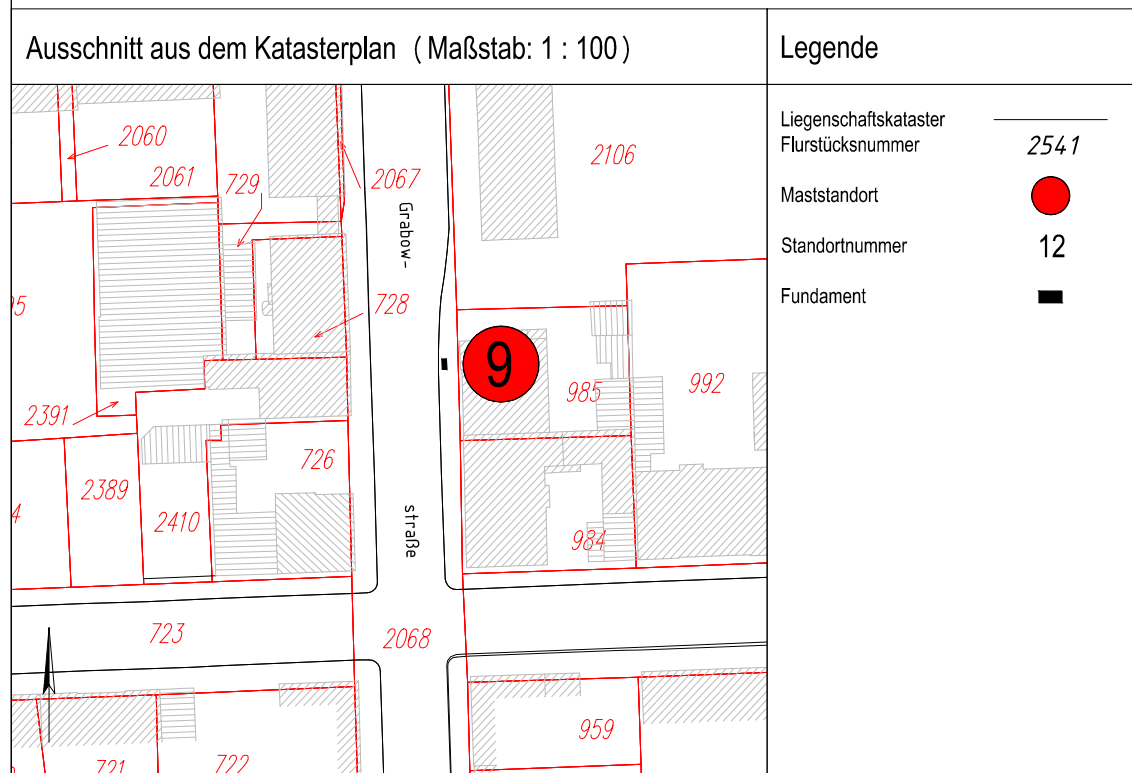 Ausschnitt aus dem Katasterplan ( Maßstab: 1 : 100 )
Legende
Liegenschaftskataster
Flurstücksnummer 2541
Maststandort
Standortnummer 12
Fundament
2060
2061
729
2067
2106
Grabow-
728
9
985
992
2391
726
2389
2410
straße
984
723
2068
959
721
722